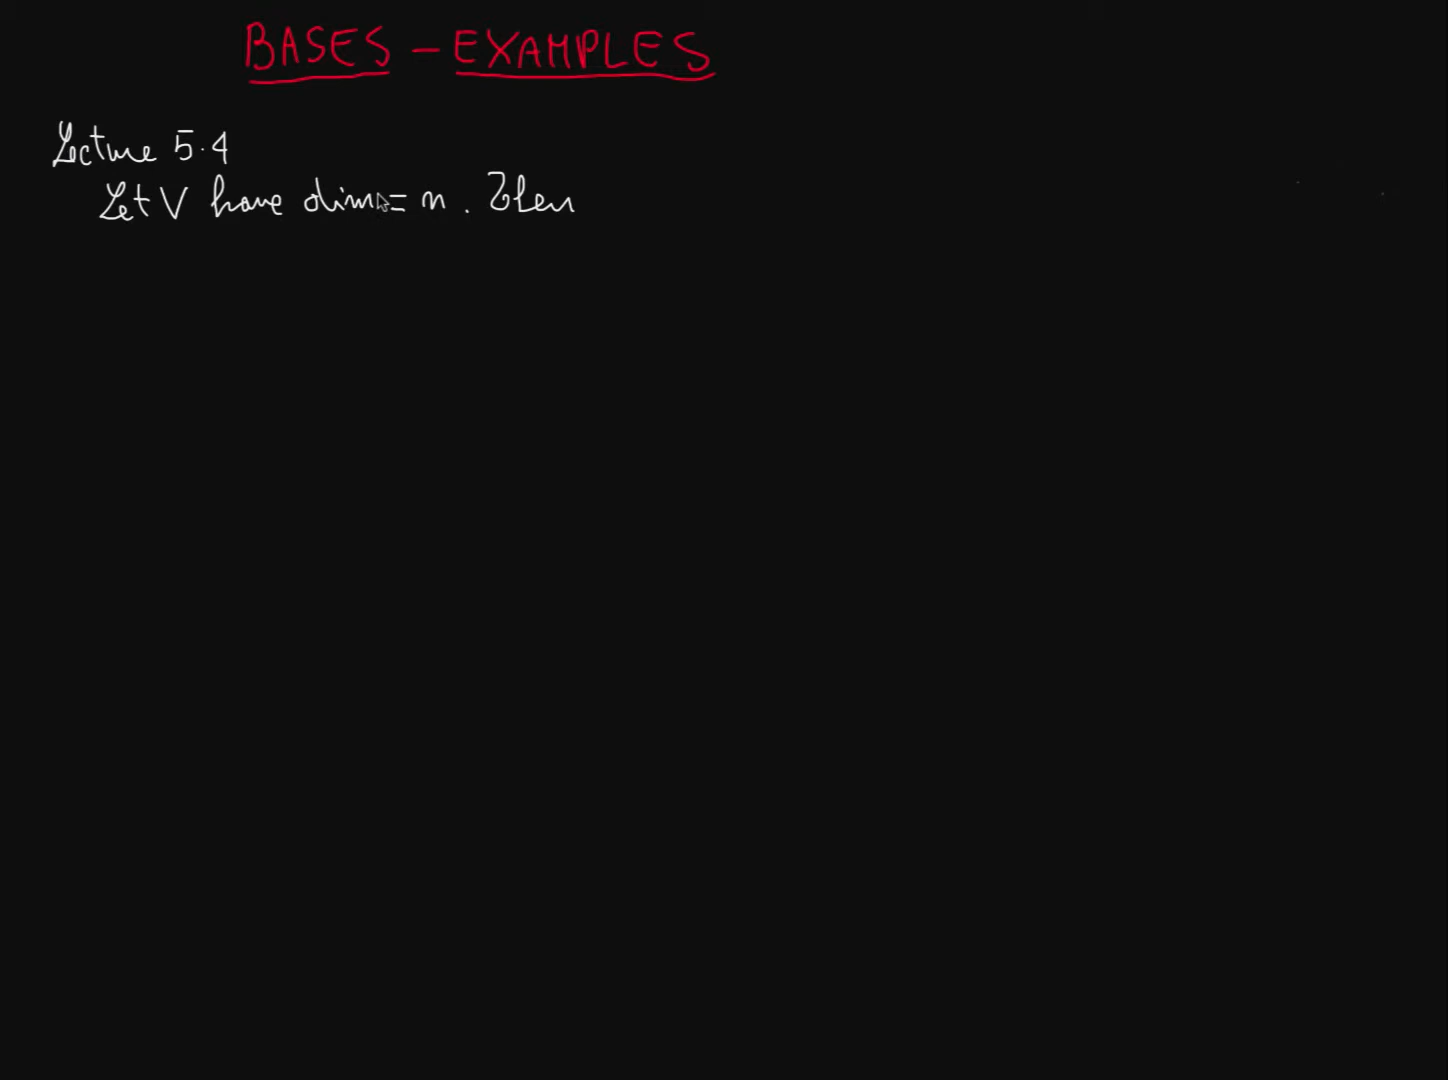 BASES - EXAMPLES
Lecture 5.4
Let V have dim = n. Then